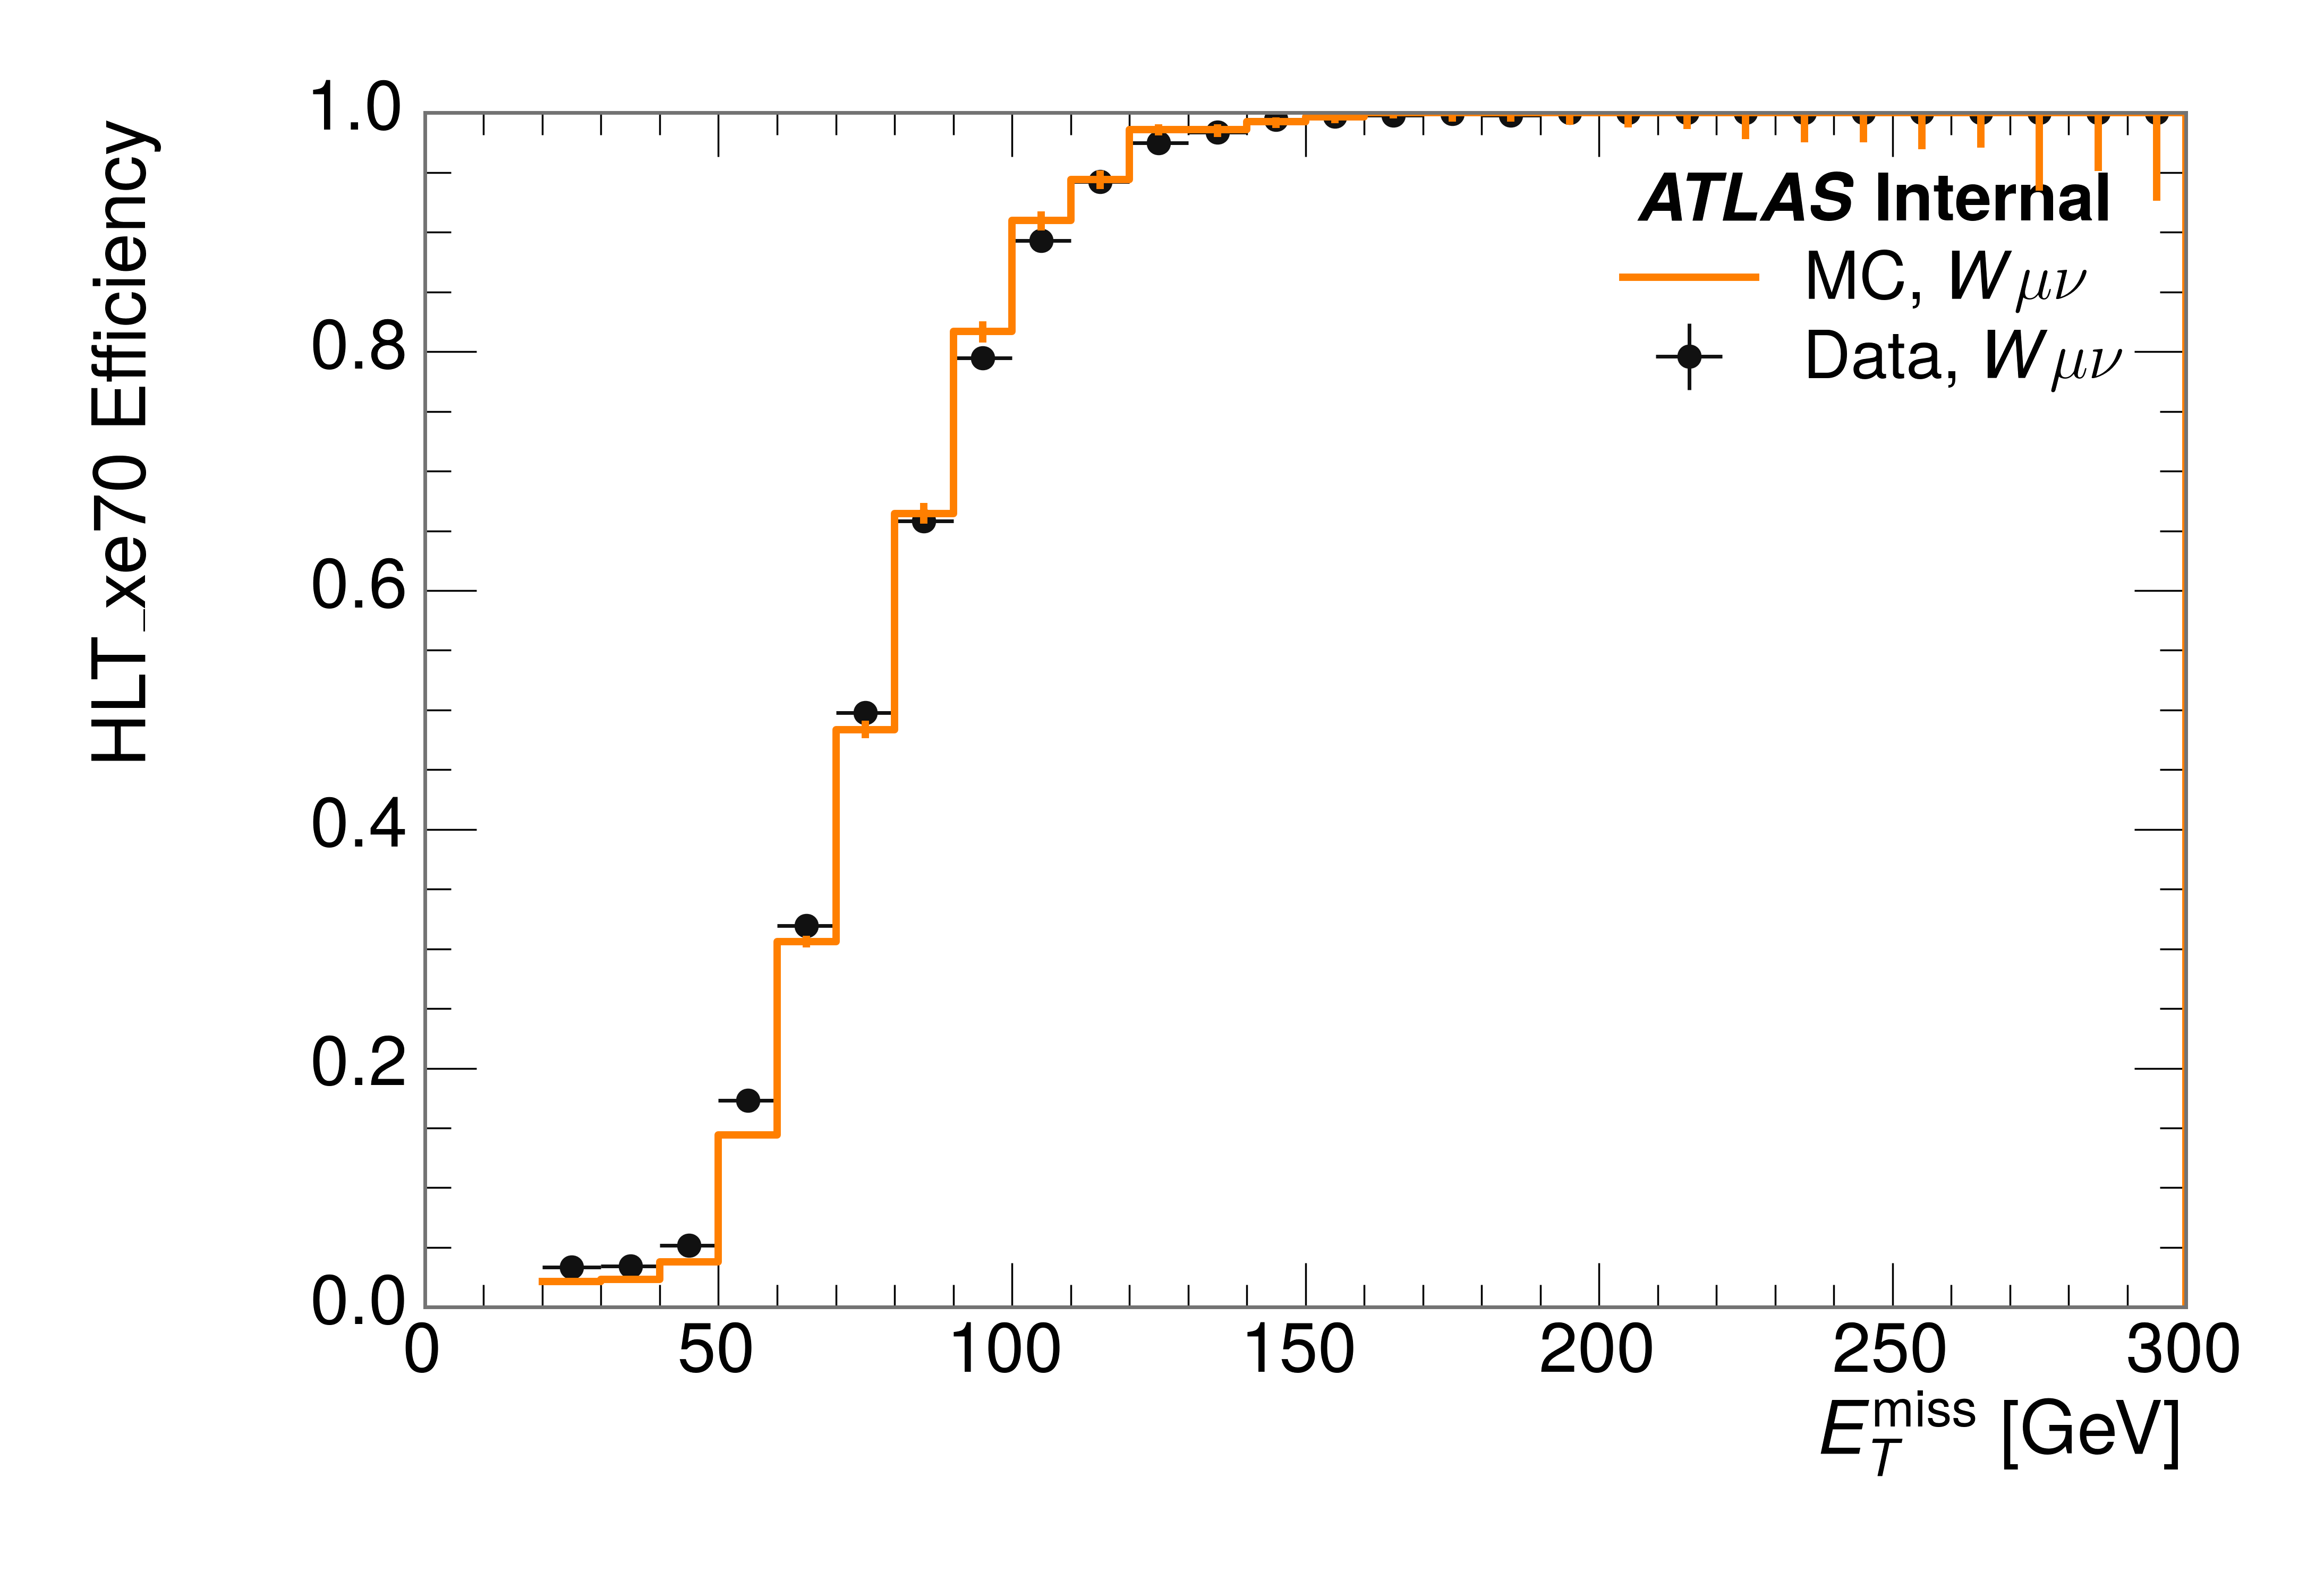 HLT_xe70 Efficiency
1.0
0.8
0.6
0.4
0.2
0.0
ATLAS Internal
MC, Wμν
Data, Wμν
0 50 100 150 200 250 300
E_T^miss [GeV]